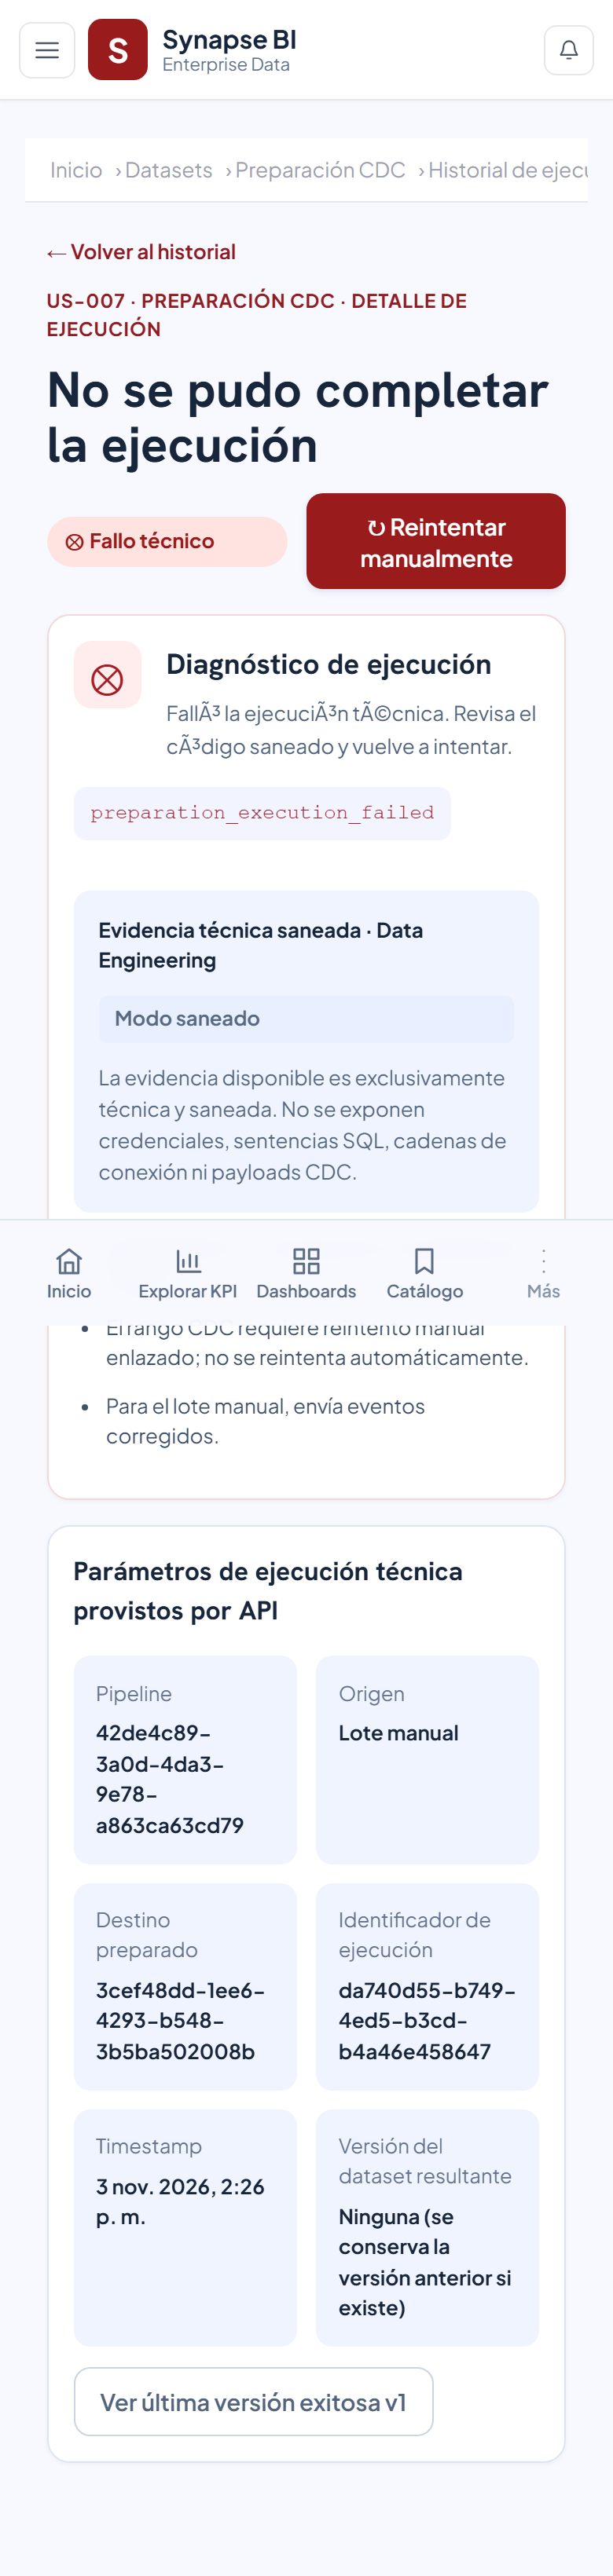 S
Synapse BI
Enterprise Data
Inicio › Datasets › Preparación CDC › Historial de ejecu
← Volver al historial
US-007 · PREPARACIÓN CDC · DETALLE DE
EJECUCIÓN
No se pudo completar
la ejecución
Fallo técnico
↻ Reintentar
manualmente
Diagnóstico de ejecución
FallÃ³ la ejecuciÃ³n tÃ©cnica. Revisa el
cÃ³digo saneado y vuelve a intentar.
preparation_execution_failed
Evidencia técnica saneada · Data
Engineering
Modo saneado
La evidencia disponible es exclusivamente
técnica y saneada. No se exponen
credenciales, sentencias SQL, cadenas de
conexión ni payloads CDC.
Inicio
Explorar KPI
Dashboards
Catálogo
Más
• El rango CDC requiere reintento manual
enlazado; no se reintenta automáticamente.
• Para el lote manual, envía eventos
corregidos.
Parámetros de ejecución técnica
provistos por API
Pipeline
42de4c89-
3a0d-4da3-
9e78-
a863ca63cd79
Origen
Lote manual
Destino
preparado
3cef48dd-1ee6-
4293-b548-
3b5ba502008b
Identificador de
ejecución
da740d55-b749-
4ed5-b3cd-
b4a46e458647
Timestamp
3 nov. 2026, 2:26
p. m.
Versión del
dataset resultante
Ninguna (se
conserva la
versión anterior si
existe)
Ver última versión exitosa v1